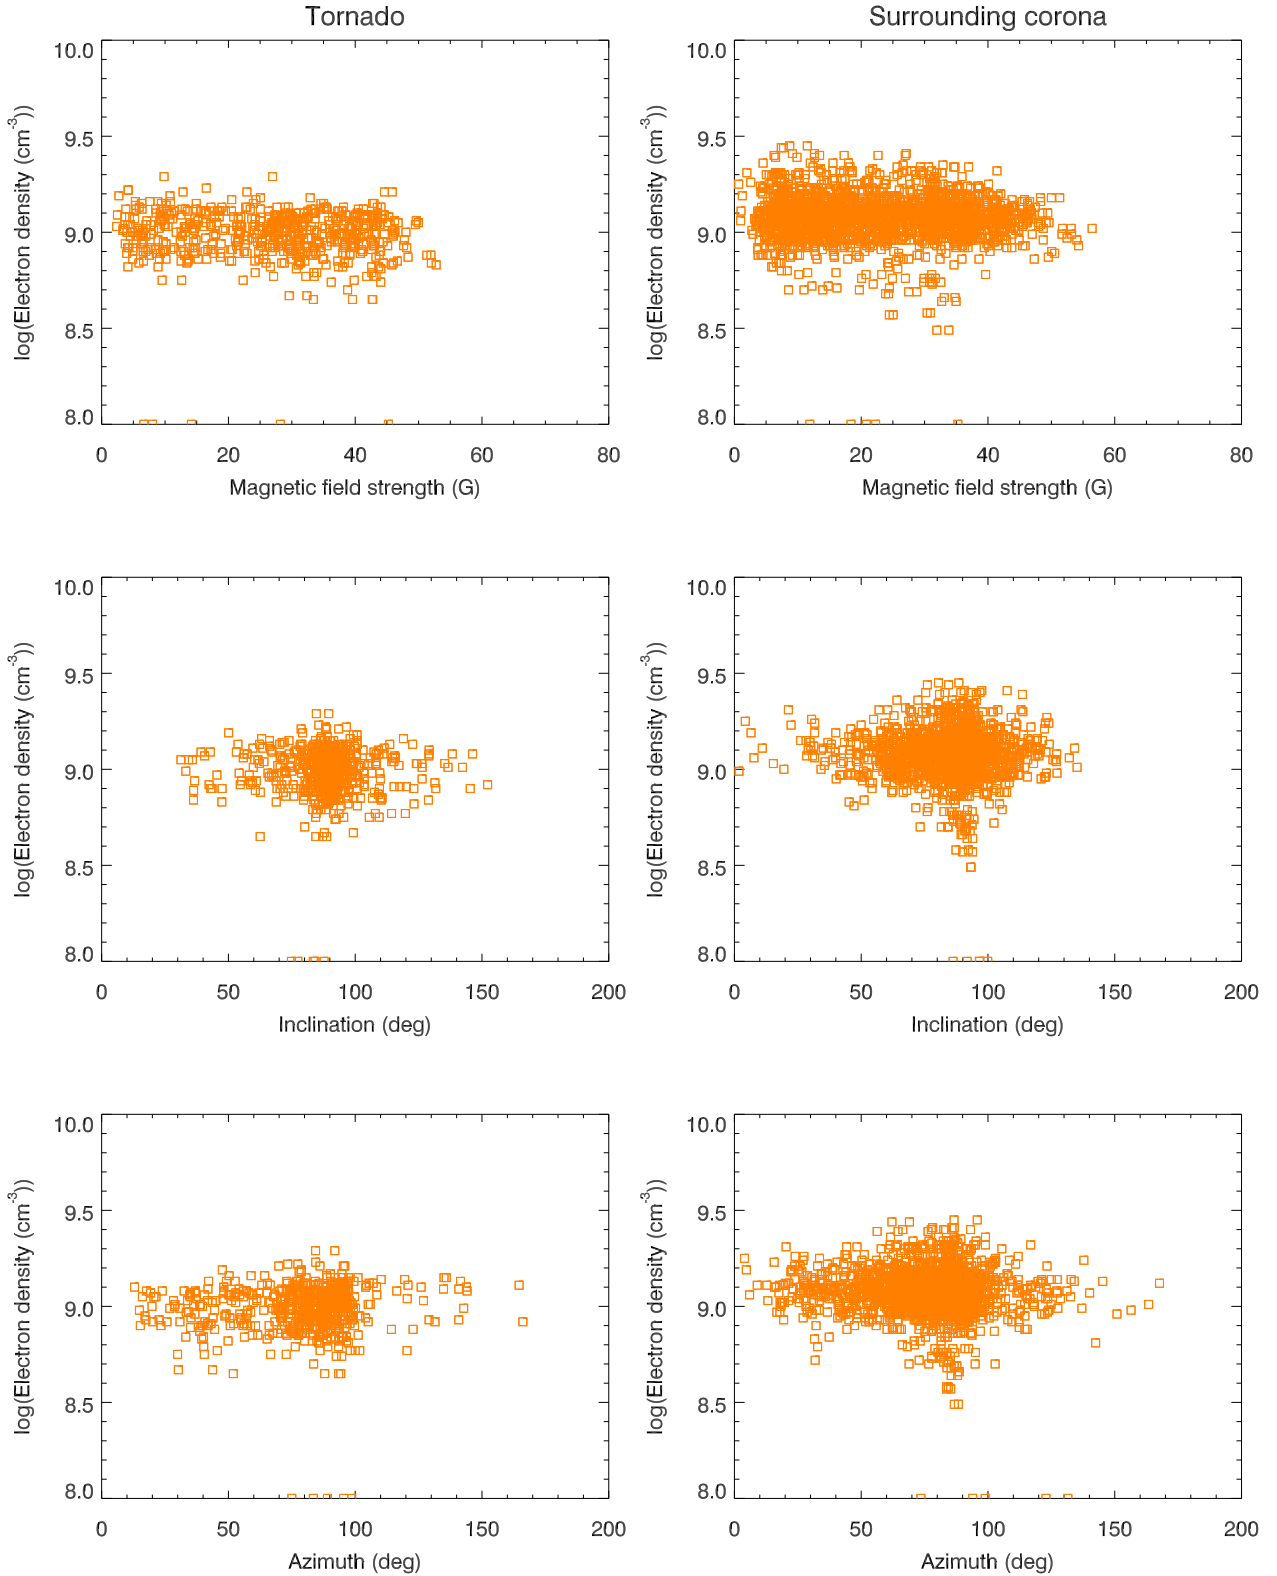 Tornado
Surrounding corona
10.0
9.5
9.0
8.5
8.0
log(Electron density (cm-3))
0 20 40 60 80
Magnetic field strength (G)
10.0
9.5
9.0
8.5
8.0
log(Electron density (cm-3))
0 20 40 60 80
Magnetic field strength (G)
10.0
9.5
9.0
8.5
8.0
log(Electron density (cm-3))
0 50 100 150 200
Inclination (deg)
10.0
9.5
9.0
8.5
8.0
log(Electron density (cm-3))
0 50 100 150 200
Inclination (deg)
10.0
9.5
9.0
8.5
8.0
log(Electron density (cm-3))
0 50 100 150 200
Azimuth (deg)
10.0
9.5
9.0
8.5
8.0
log(Electron density (cm-3))
0 50 100 150 200
Azimuth (deg)